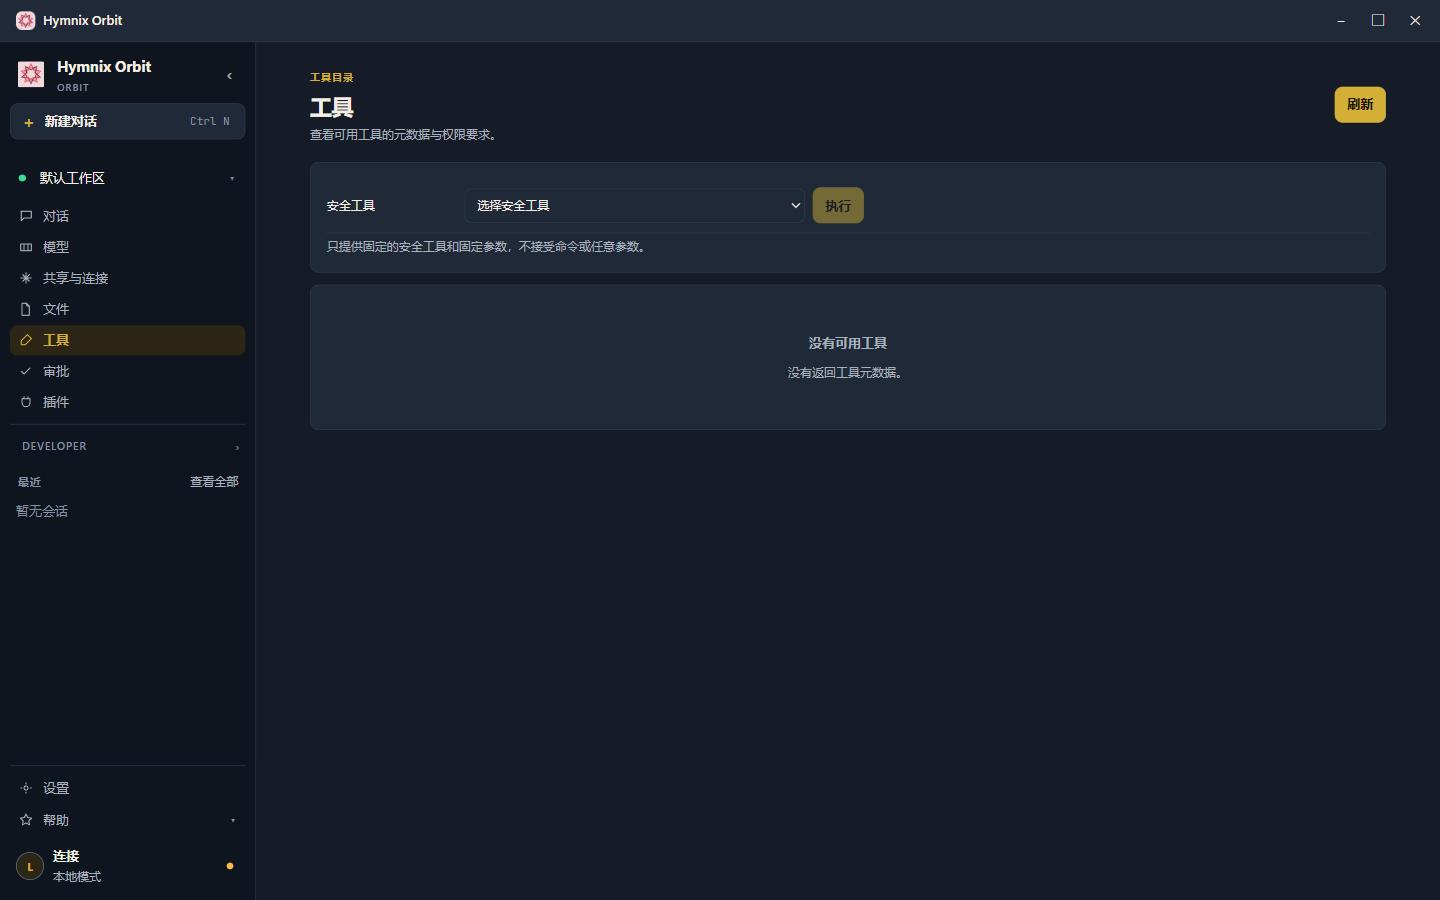 Hymnix Orbit
Hymnix Orbit
ORBIT
新建对话 Ctrl N
默认工作区
对话
模型
共享与连接
文件
工具
审批
插件
DEVELOPER
最近 查看全部
暂无会话
设置
帮助
L
连接
本地模式
工具目录
工具
查看可用工具的元数据与权限要求。
刷新
安全工具 选择安全工具 执行
只提供固定的安全工具和固定参数，不接受命令或任意参数。
没有可用工具
没有返回工具元数据。